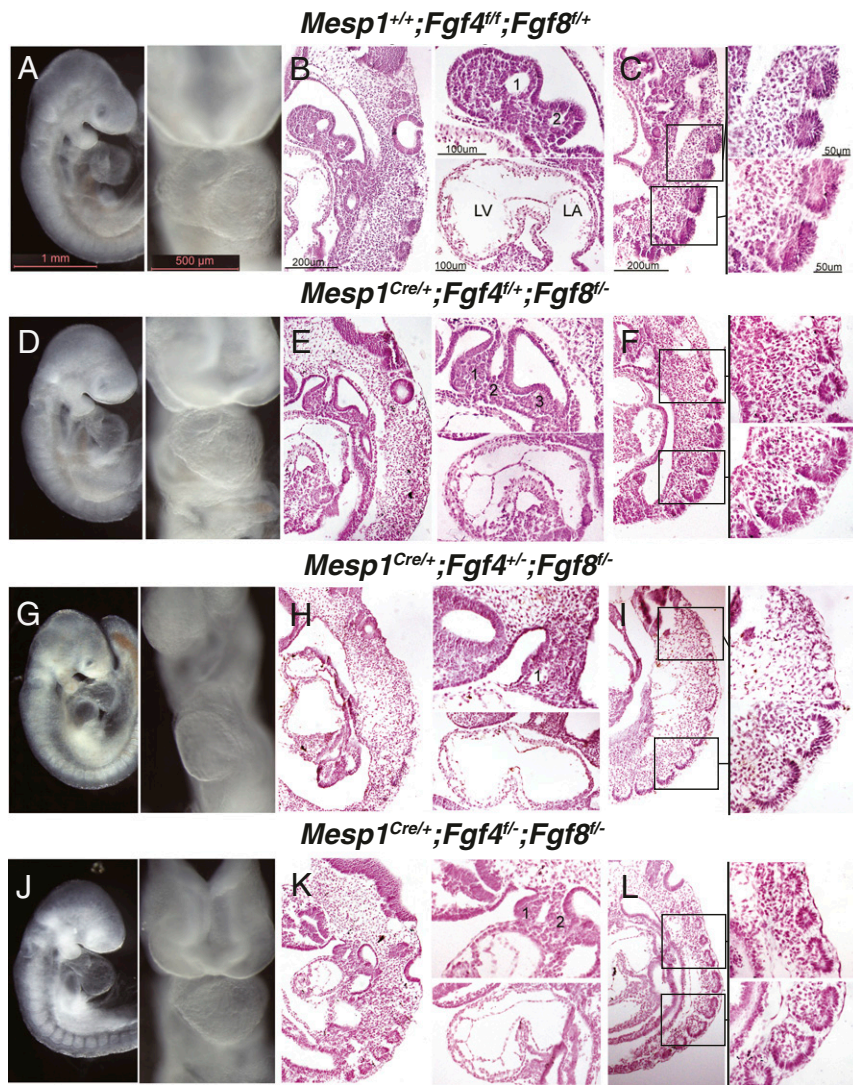 Mesp1+/+;Fgf4f/f;Fgf8f/+
A B C
1
2
100um
50um
LV LA
1 mm 500 µm 200um 100um 200um 50um
Mesp1Cre/+;Fgf4f/+;Fgf8f/-
D E F
1
2
3
Mesp1Cre/+;Fgf4+/-;Fgf8f/-
G H I
1
Mesp1Cre/+;Fgf4f/-;Fgf8f/-
J K L
1 2